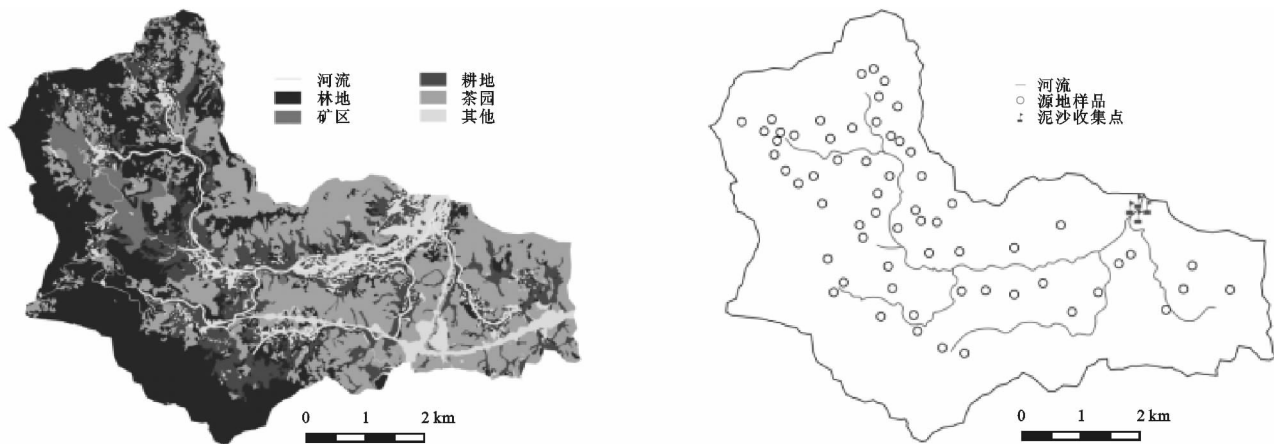 河流 耕地
林地 茶园
矿区 其他
0 1 2 km
河流
源地样品
泥沙收集点
0 1 2 km